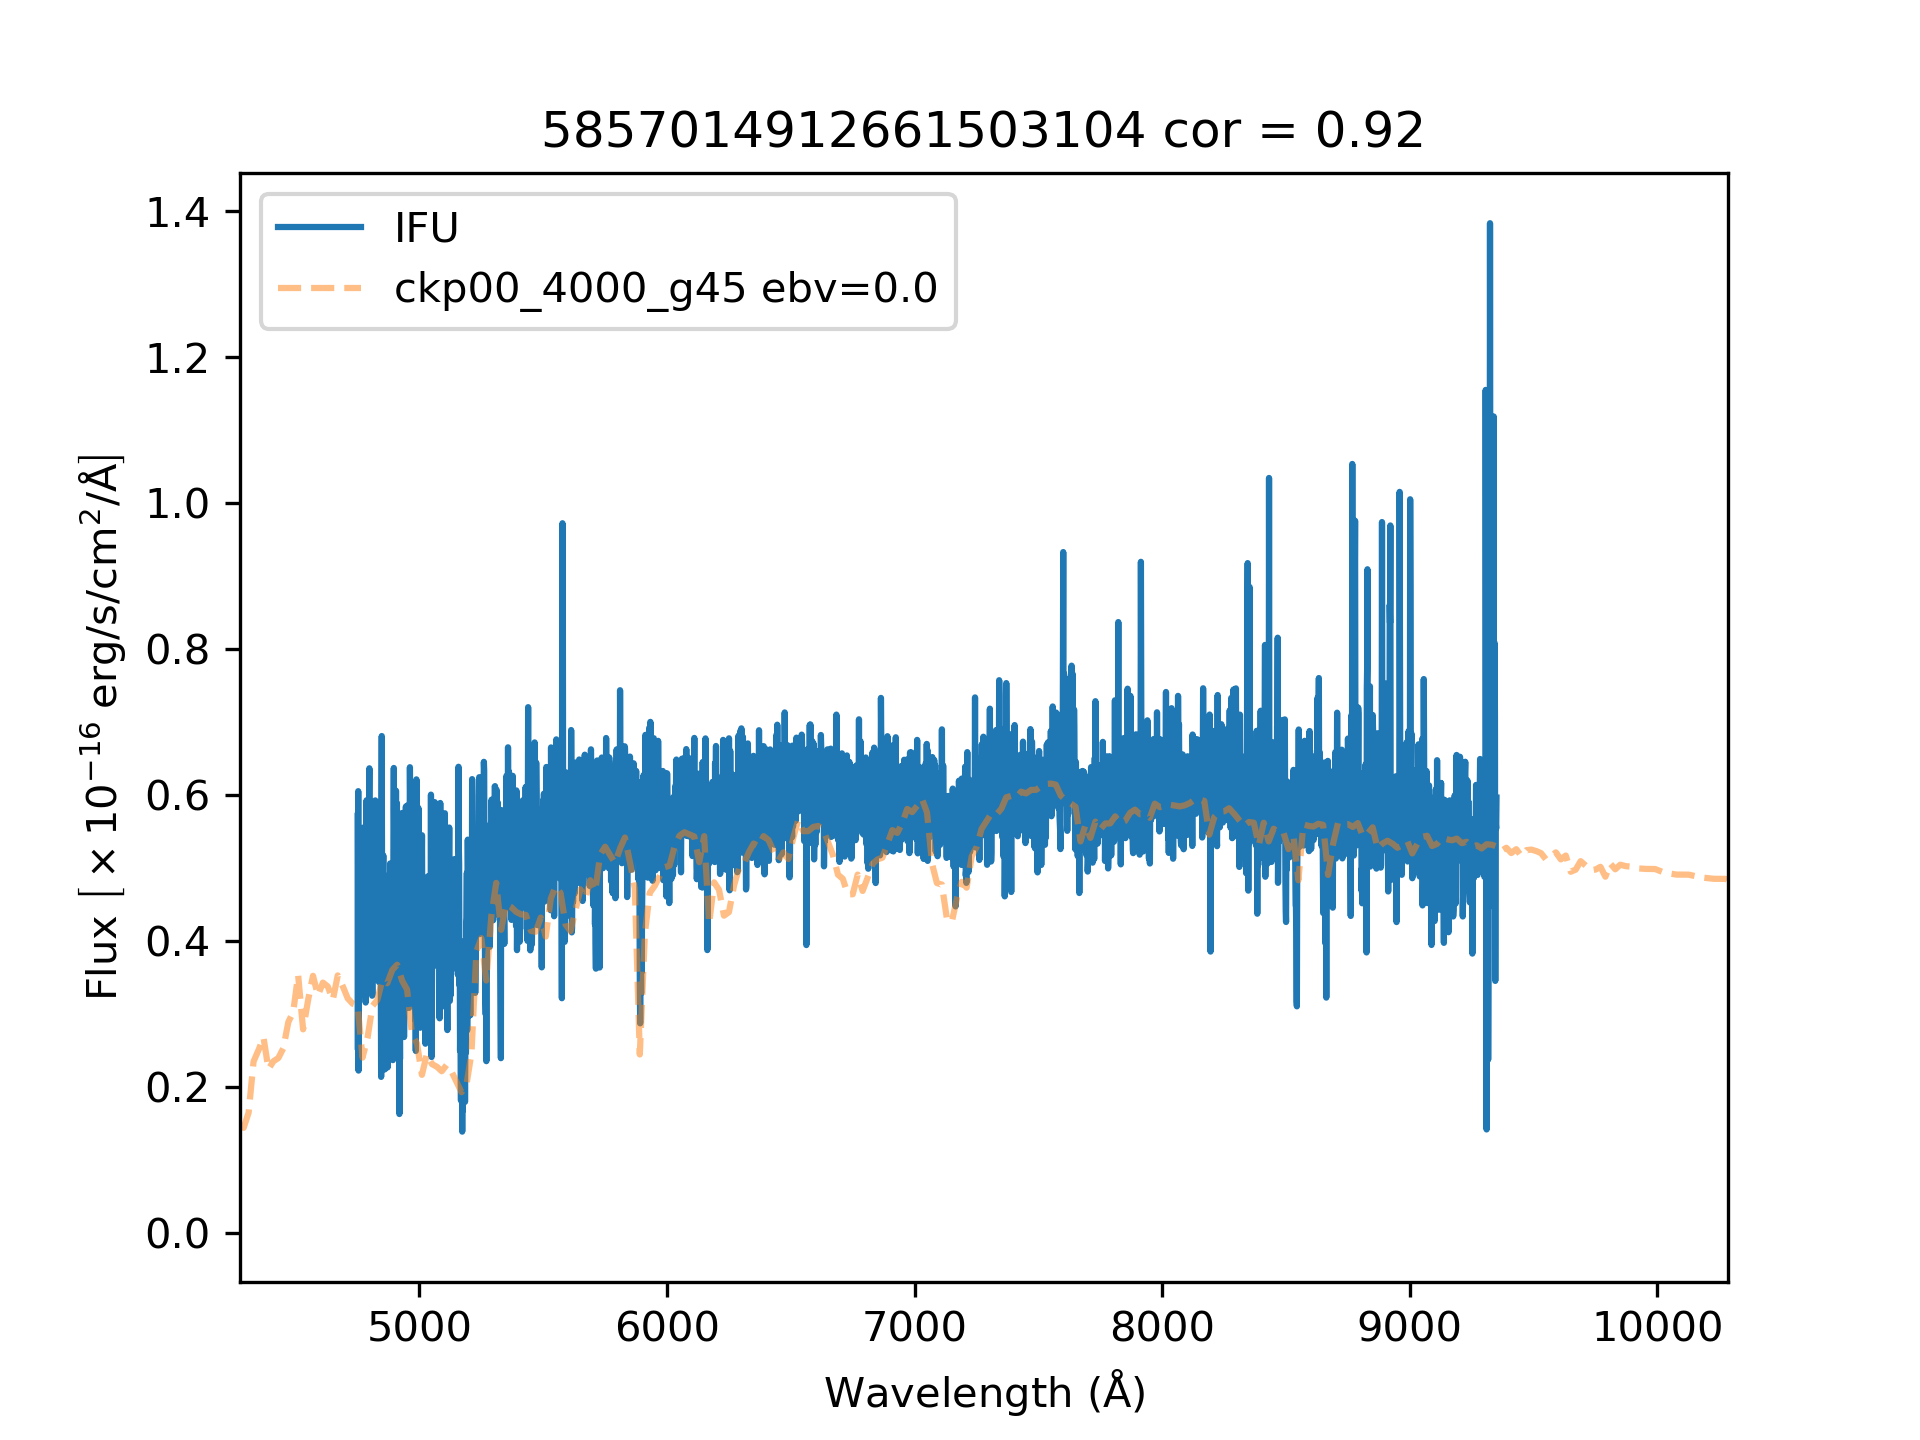 5857014912661503104 cor = 0.92
IFU
ckp00_4000_g45 ebv=0.0
1.4
1.2
1.0
0.8
0.6
0.4
0.2
0.0
Flux [ × 10⁻¹⁶ erg/s/cm²/Å]
5000 6000 7000 8000 9000 10000
Wavelength (Å)